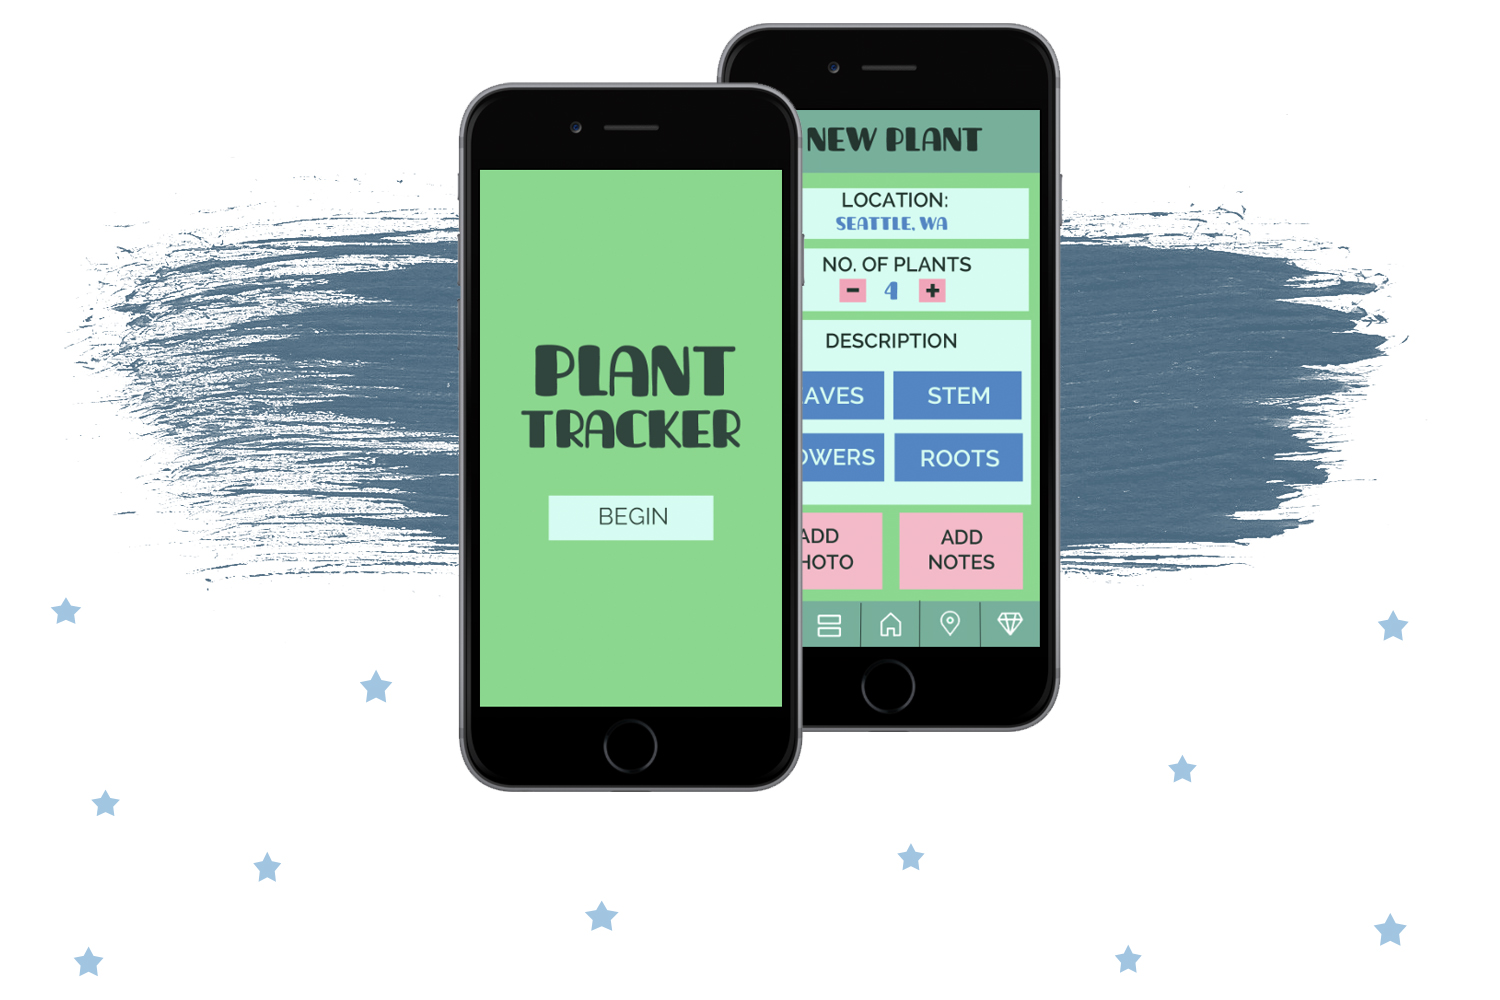 PLANT
TRACKER
BEGIN
NEW PLANT
LOCATION:
SEATTLE, WA
NO. OF PLANTS
- 4 +
DESCRIPTION
AVES
STEM
OWERS
ROOTS
ADD
HOTO
ADD
NOTES